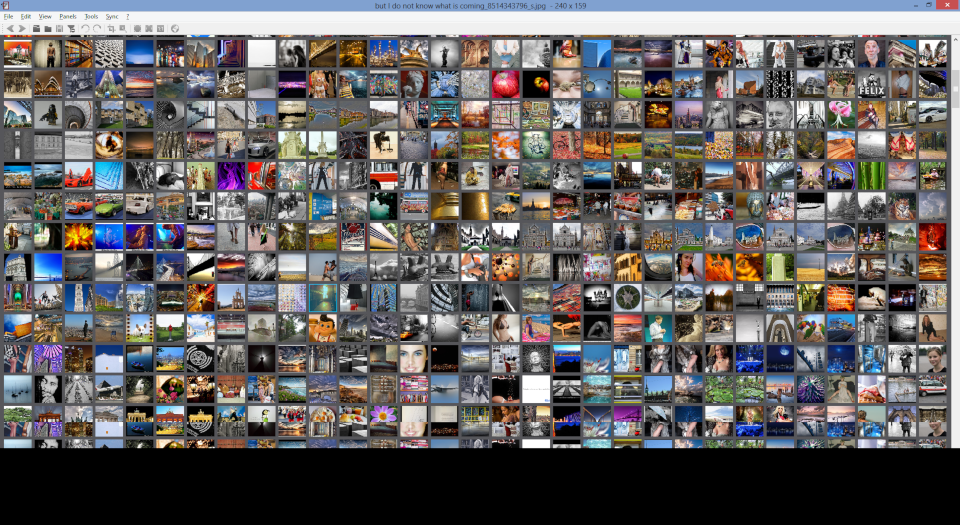 but I do not know what is coming_8514343796_s.jpg - 240 x 159
File Edit View Panels Tools Sync ?
FELIX